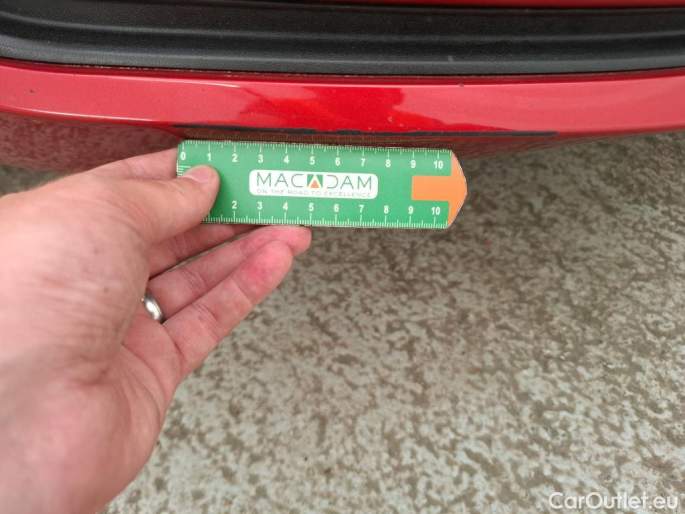 0 1 2 3 4 5 6 7 8 9 10
MACADAM
ON THE ROAD TO EXCELLENCE
2 3 4 5 6 7 8 9 10
CarOutlet.eu